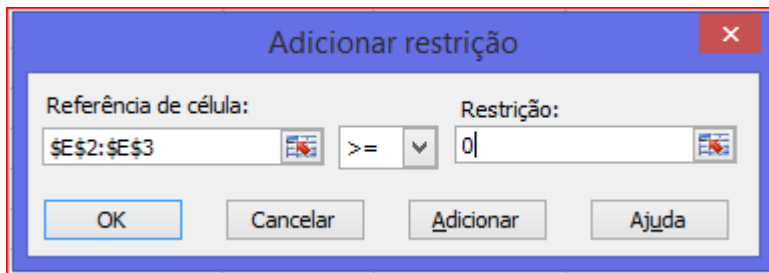 Adicionar restrição
Referência de célula:
Restrição:
$E$2:$E$3
>=
0
OK
Cancelar
Adicionar
Ajuda